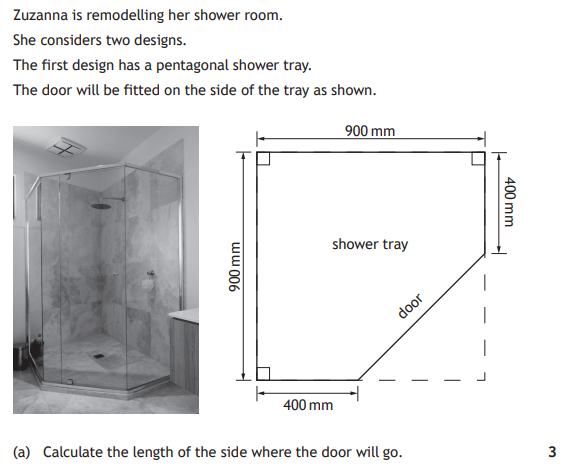 Zuzanna is remodelling her shower room.
She considers two designs.
The first design has a pentagonal shower tray.
The door will be fitted on the side of the tray as shown.
900 mm
400 mm
shower tray
900 mm
door
400 mm
(a) Calculate the length of the side where the door will go. 3